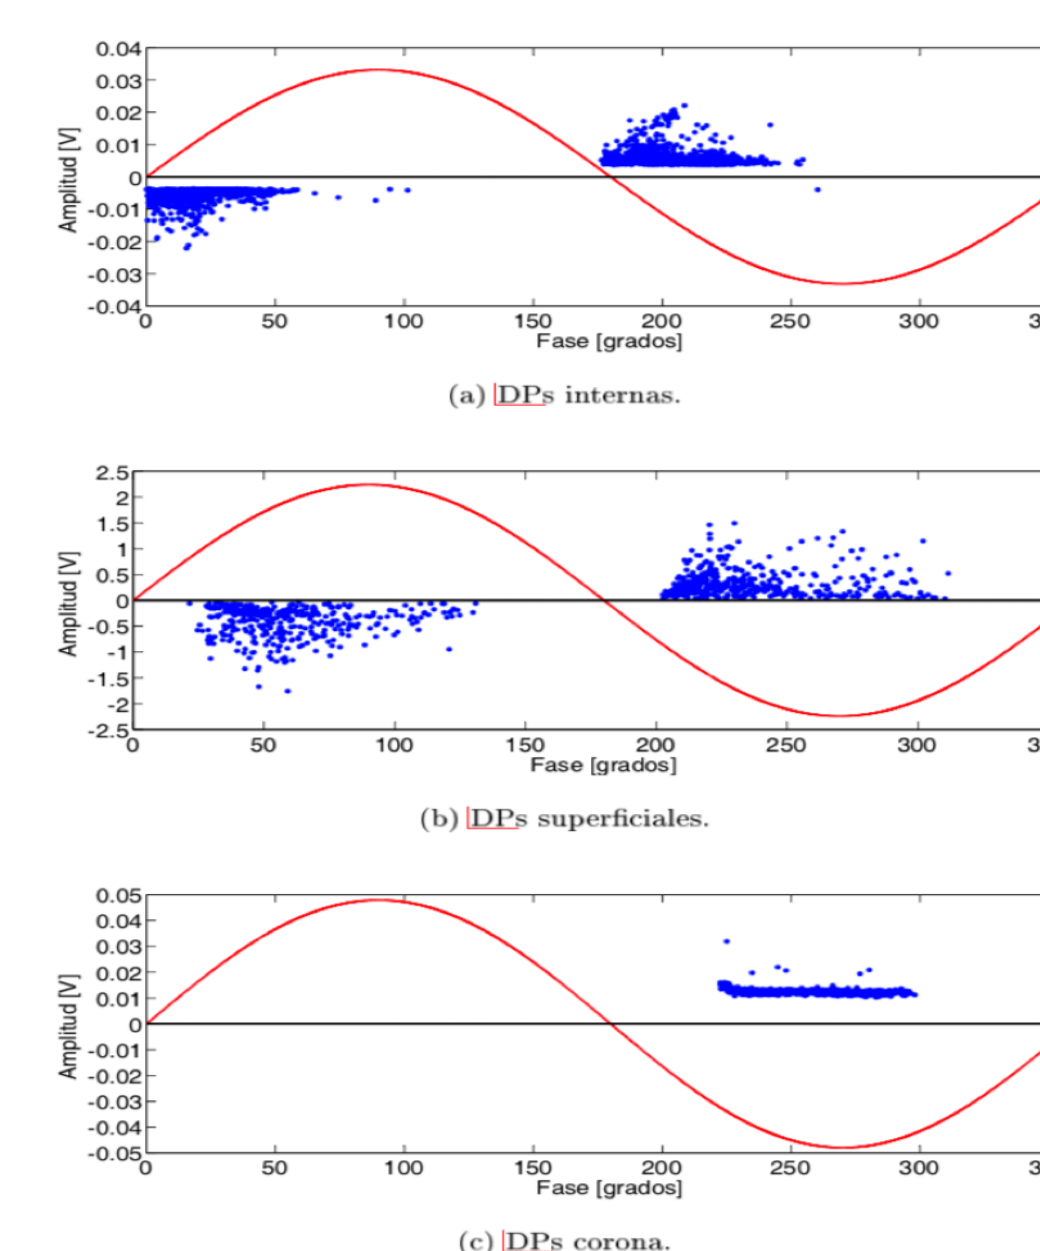 0.04
0.03
0.02
0.01
0
-0.01
-0.02
-0.03
-0.04
Amplitud [V]
0 50 100 150 200 250 300 3
Fase [grados]
(a) DPs internas.
2.5
2
1.5
1
0.5
0
-0.5
-1
-1.5
-2
-2.5
Amplitud [V]
0 50 100 150 200 250 300 3
Fase [grados]
(b) DPs superficiales.
0.05
0.04
0.03
0.02
0.01
0
-0.01
-0.02
-0.03
-0.04
-0.05
Amplitud [V]
0 50 100 150 200 250 300 3
Fase [grados]
(c) DPs corona.